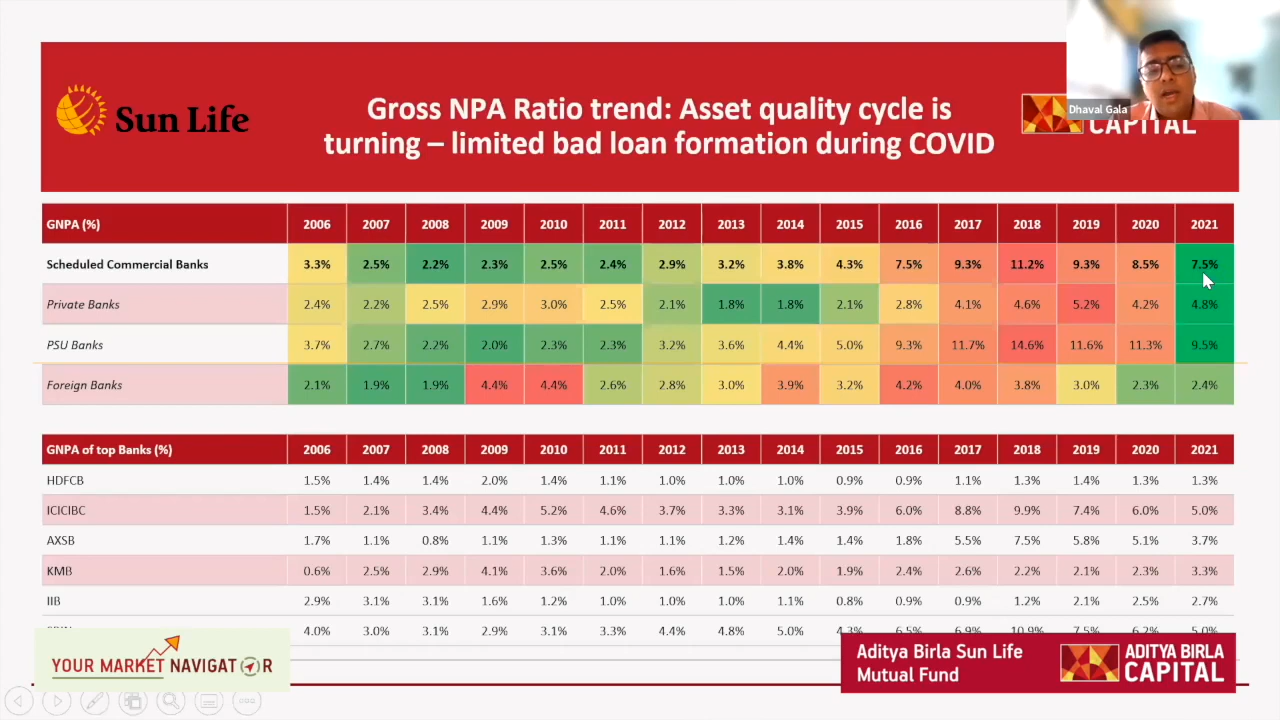 Sun Life
Gross NPA Ratio trend: Asset quality cycle is
turning – limited bad loan formation during COVID
Dhaval Gala
CAPITAL
GNPA (%) 2006 2007 2008 2009 2010 2011 2012 2013 2014 2015 2016 2017 2018 2019 2020 2021
Scheduled Commercial Banks 3.3% 2.5% 2.2% 2.3% 2.5% 2.4% 2.9% 3.2% 3.8% 4.3% 7.5% 9.3% 11.2% 9.3% 8.5% 7.5%
Private Banks 2.4% 2.2% 2.5% 2.9% 3.0% 2.5% 2.1% 1.8% 1.8% 2.1% 2.8% 4.1% 4.6% 5.2% 4.2% 4.8%
PSU Banks 3.7% 2.7% 2.2% 2.0% 2.3% 2.3% 3.2% 3.6% 4.4% 5.0% 9.3% 11.7% 14.6% 11.6% 11.3% 9.5%
Foreign Banks 2.1% 1.9% 1.9% 4.4% 4.4% 2.6% 2.8% 3.0% 3.9% 3.2% 4.2% 4.0% 3.8% 3.0% 2.3% 2.4%
GNPA of top Banks (%) 2006 2007 2008 2009 2010 2011 2012 2013 2014 2015 2016 2017 2018 2019 2020 2021
HDFCB 1.5% 1.4% 1.4% 2.0% 1.4% 1.1% 1.0% 1.0% 1.0% 0.9% 0.9% 1.1% 1.3% 1.4% 1.3% 1.3%
ICICIBC 1.5% 2.1% 3.4% 4.4% 5.2% 4.6% 3.7% 3.3% 3.1% 3.9% 6.0% 8.8% 9.9% 7.4% 6.0% 5.0%
AXSB 1.7% 1.1% 0.8% 1.1% 1.3% 1.1% 1.1% 1.2% 1.4% 1.4% 1.8% 5.5% 7.5% 5.8% 5.1% 3.7%
KMB 0.6% 2.5% 2.9% 4.1% 3.6% 2.0% 1.6% 1.5% 2.0% 1.9% 2.4% 2.6% 2.2% 2.1% 2.3% 3.3%
IIB 2.9% 3.1% 3.1% 1.6% 1.2% 1.0% 1.0% 1.0% 1.1% 0.8% 0.9% 0.9% 1.2% 2.1% 2.5% 2.7%
4.0% 3.0% 3.1% 2.9% 3.1% 3.3% 4.4% 4.8% 5.0% 4.3% 6.5% 6.9% 10.9% 7.5% 6.2% 5.0%
YOUR MARKET NAVIGATOR
Aditya Birla Sun Life
Mutual Fund
ADITYA BIRLA
CAPITAL